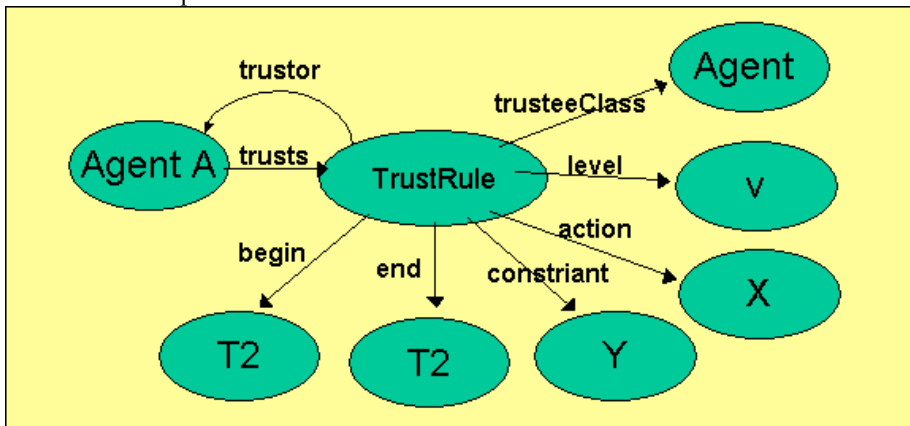 trustor
Agent
trusteeClass
Agent A
trusts
TrustRule
level
v
action
begin
end
constriant
X
T2
T2
Y